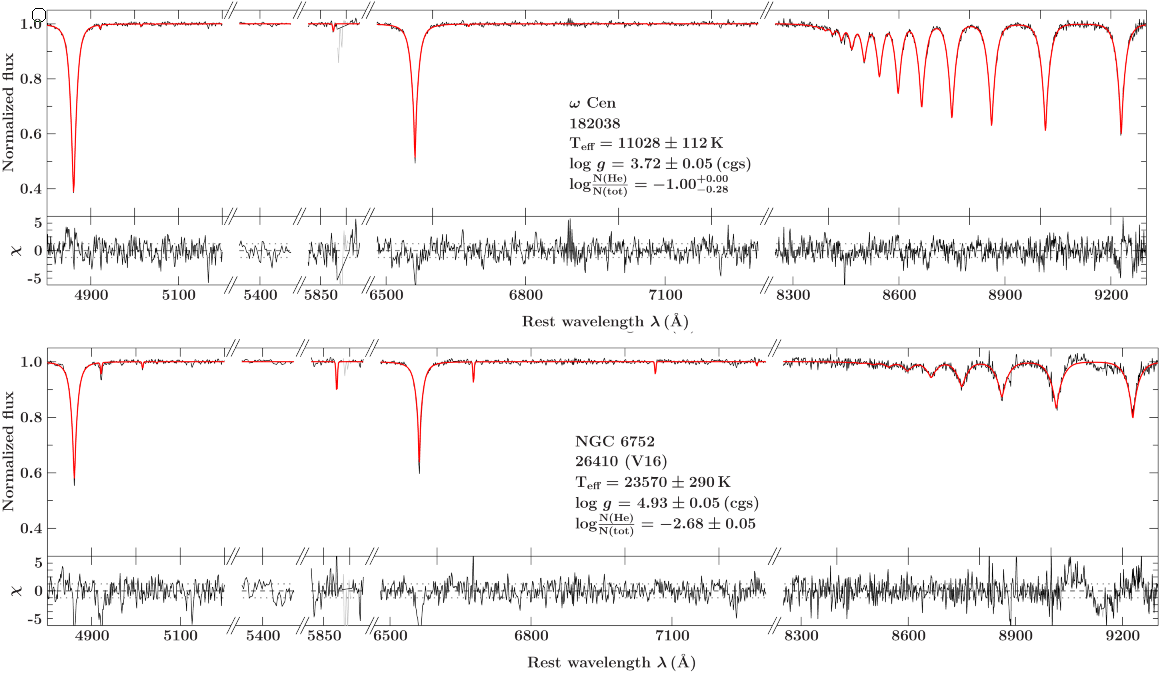 1.0
0.8
0.6
0.4
Normalized flux
ω Cen
182038
T_eff = 11028 ± 112 K
log g = 3.72 ± 0.05 (cgs)
log N(He)/N(tot) = −1.00 +0.00 −0.28
5
0
-5
χ
4900 5100 5400 5850 6500 6800 7100 8300 8600 8900 9200
Rest wavelength λ (Å)
1.0
0.8
0.6
0.4
Normalized flux
NGC 6752
26410 (V16)
T_eff = 23570 ± 290 K
log g = 4.93 ± 0.05 (cgs)
log N(He)/N(tot) = −2.68 ± 0.05
5
0
-5
χ
4900 5100 5400 5850 6500 6800 7100 8300 8600 8900 9200
Rest wavelength λ (Å)